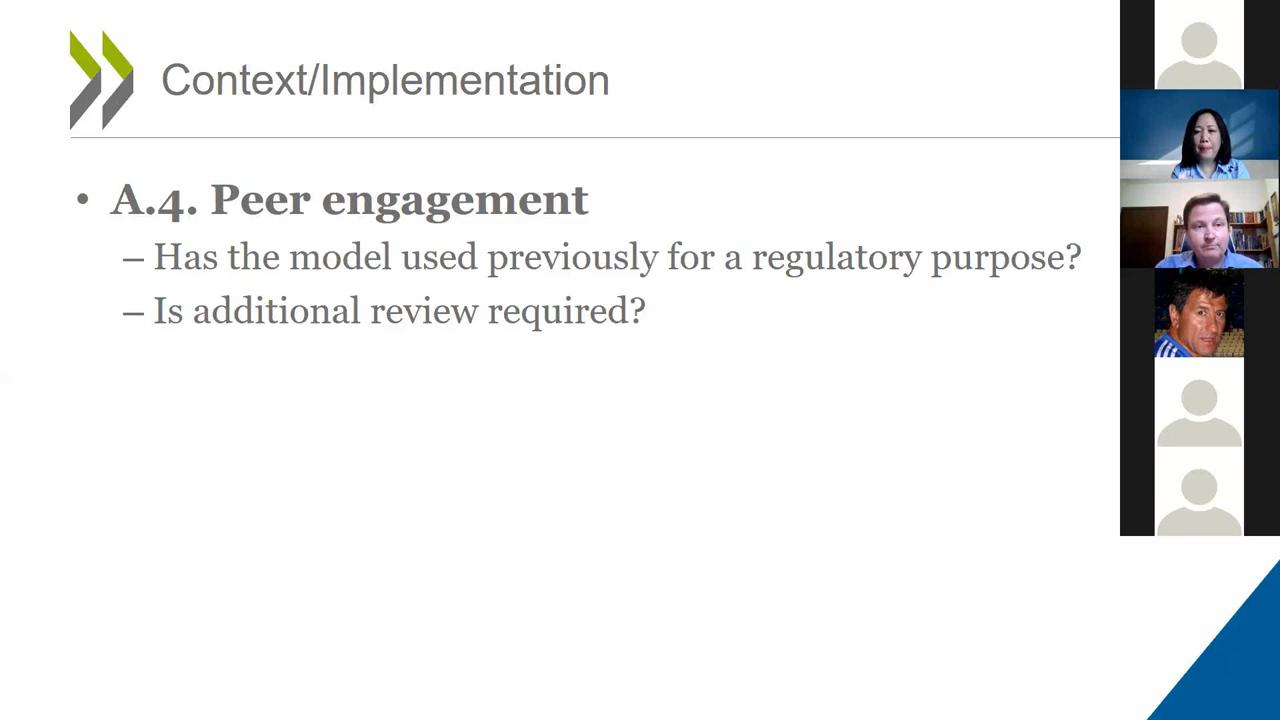 Context/Implementation
• A.4. Peer engagement
– Has the model used previously for a regulatory purpose?
– Is additional review required?